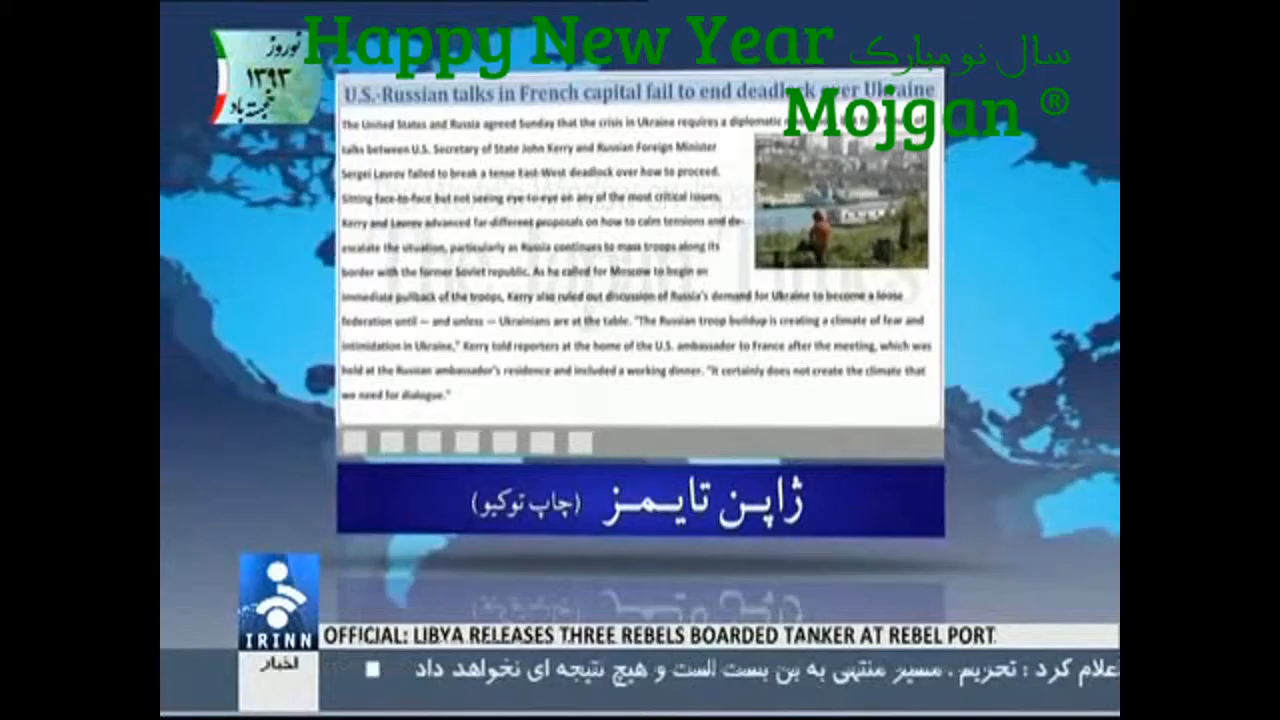 Happy New Year سال نو مبارک
Mojgan ®
نوروز
۱۳۹۳
خجسته باد
U.S.-Russian talks in French capital fail to end deadlock over Ukraine
The United States and Russia agreed Sunday that the crisis in Ukraine requires a diplomatic
talks between U.S. Secretary of State John Kerry and Russian Foreign Minister
Sergei Lavrov failed to break a tense East-West deadlock over how to proceed.
Sitting face-to-face but not seeing eye-to-eye on any of the most critical issues,
Kerry and Lavrov advanced far-different proposals on how to calm tensions and de-
escalate the situation, particularly as Russia continues to mass troops along its
border with the former Soviet republic. As he called for Moscow to begin an
immediate pullback of the troops, Kerry also ruled out discussion of Russia's demand for Ukraine to become a loose
federation until — and unless — Ukrainians are at the table. "The Russian troop buildup is creating a climate of fear and
intimidation in Ukraine," Kerry told reporters at the home of the U.S. ambassador to France after the meeting, which was
held at the Russian ambassador's residence and included a working dinner. "It certainly does not create the climate that
we need for dialogue."
The Japan Times
ژاپن تایمز (چاپ توکیو)
IRINN
OFFICIAL: LIBYA RELEASES THREE REBELS BOARDED TANKER AT REBEL PORT
اخبار
علام کرد : تحریم ، مسیر منتهی به بن بست است و هیچ نتیجه ای نخواهد داد ■